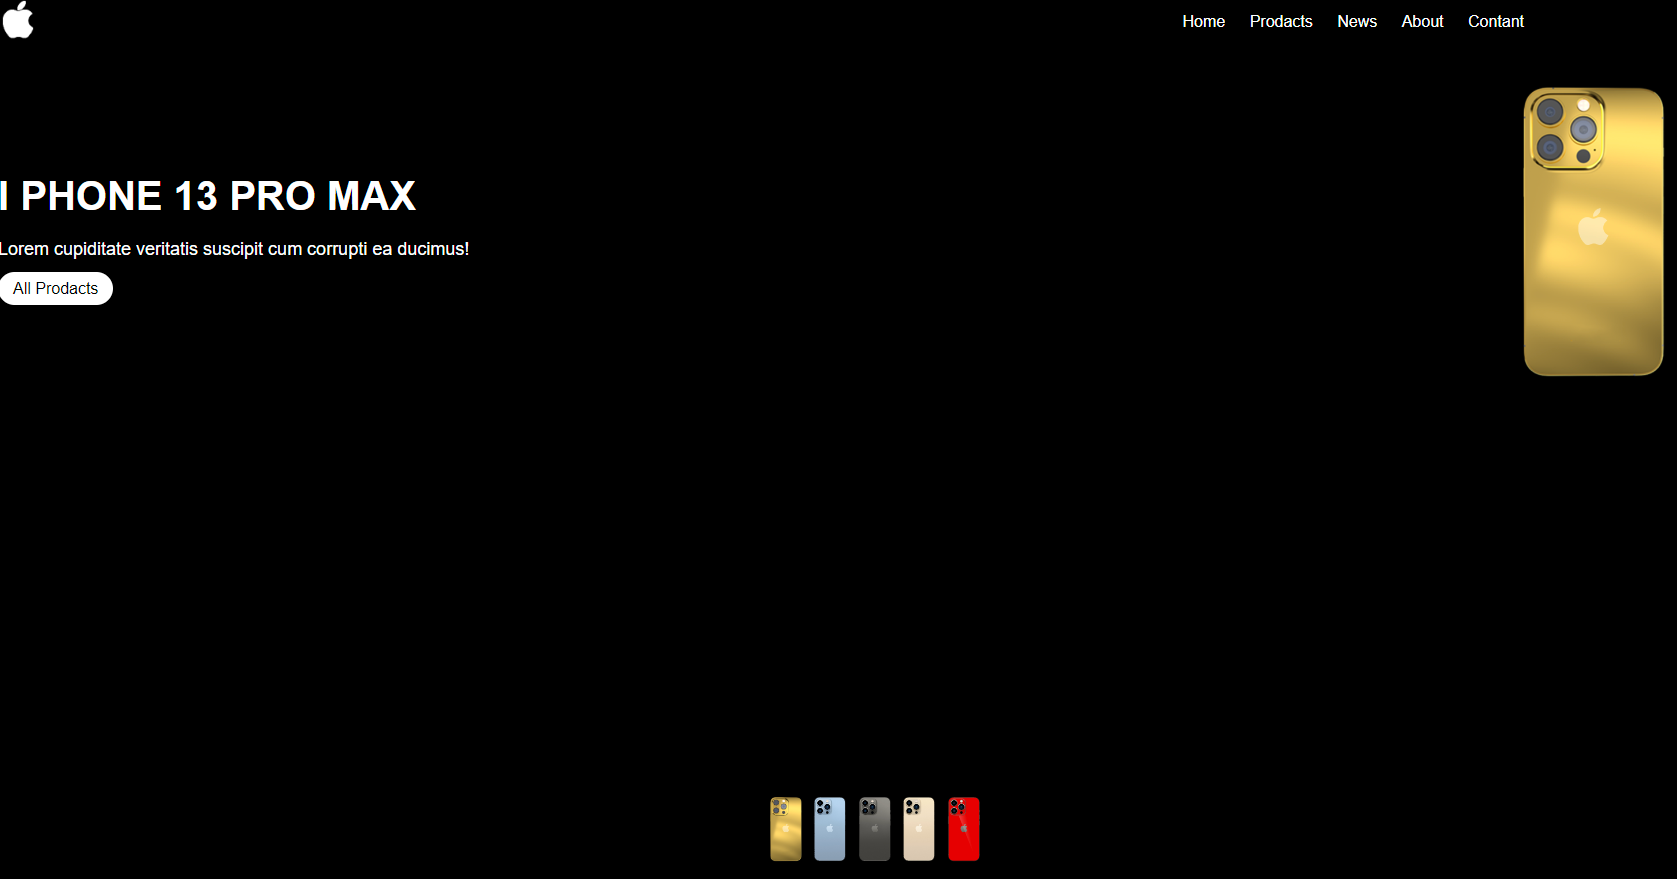 Home Prodacts News About Contant
I PHONE 13 PRO MAX
Lorem cupiditate veritatis suscipit cum corrupti ea ducimus!
All Prodacts